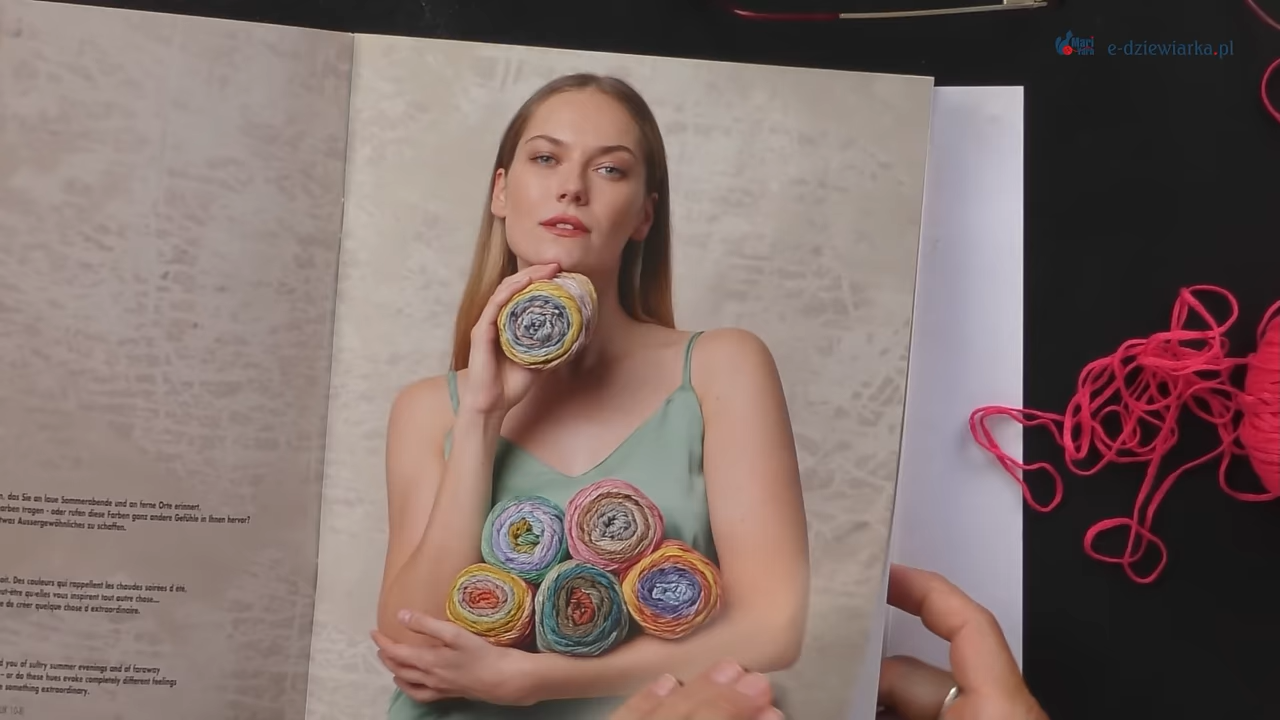 Mari
e-dziewiarka.pl
das Sie an laue Sommerabende und an ferne Orte erinnert.
arben tragen - oder rufen diese Farben ganz andere Gefühle in Ihnen hervor?
twas Aussergewöhnliches zu schaffen.
oit. Des couleurs qui rappellent les chaudes soirées d'été.
ut-être qu'elles vous inspirent tout autre chose...
e de créer quelque chose d'extraordinaire.
d you of sultry summer evenings and of faraway
- or do these hues evoke completely different feelings
something extraordinary.